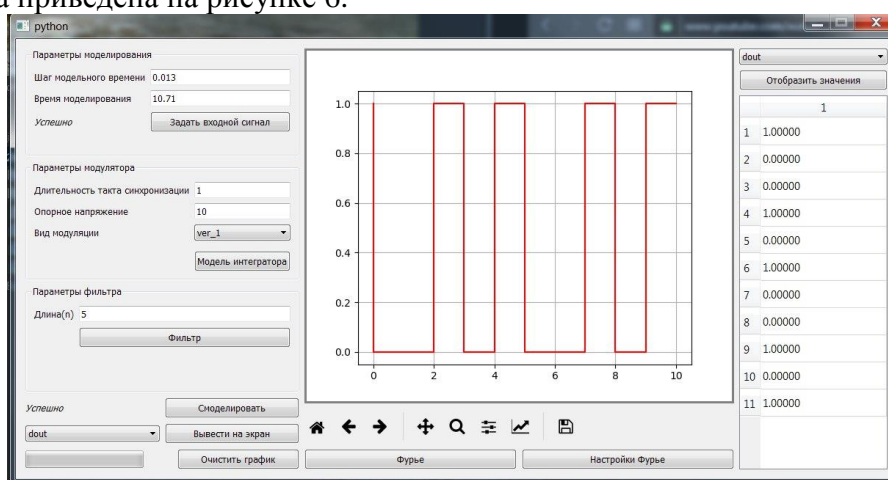 а приведена на рисунке 6.
python
Параметры моделирования
Шаг модельного времени 0.013
Время моделирования 10.71
Успешно Задать входной сигнал
Параметры модулятора
Длительность такта синхронизации 1
Опорное напряжение 10
Вид модуляции ver_1
Модель интегратора
Параметры фильтра
Длина(n) 5
Фильтр
Успешно Смоделировать
dout Вывести на экран
Очистить график
1.0
0.8
0.6
0.4
0.2
0.0
0 2 4 6 8 10
Фурье Настройки Фурье
dout
Отобразить значения
1
1 1.00000
2 0.00000
3 0.00000
4 1.00000
5 0.00000
6 1.00000
7 0.00000
8 0.00000
9 1.00000
10 0.00000
11 1.00000